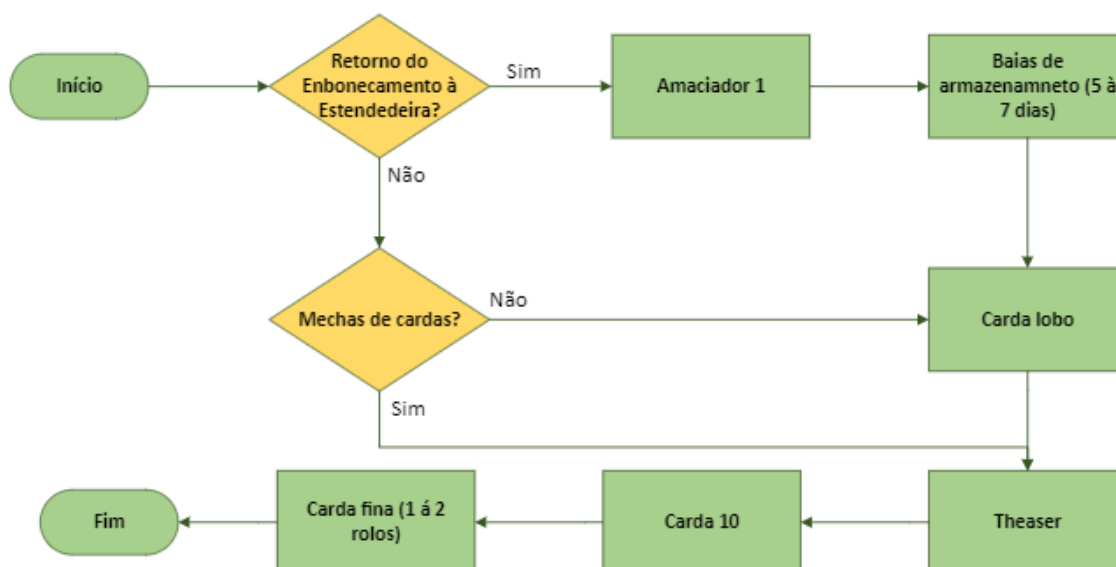 Início
Retorno do
Enbonecamento à
Estendedeira?
Sim
Amaciador 1
Baias de
armazenamneto (5 à
7 dias)
Não
Mechas de cardas?
Não
Carda lobo
Sim
Fim
Carda fina (1 á 2
rolos)
Carda 10
Theaser